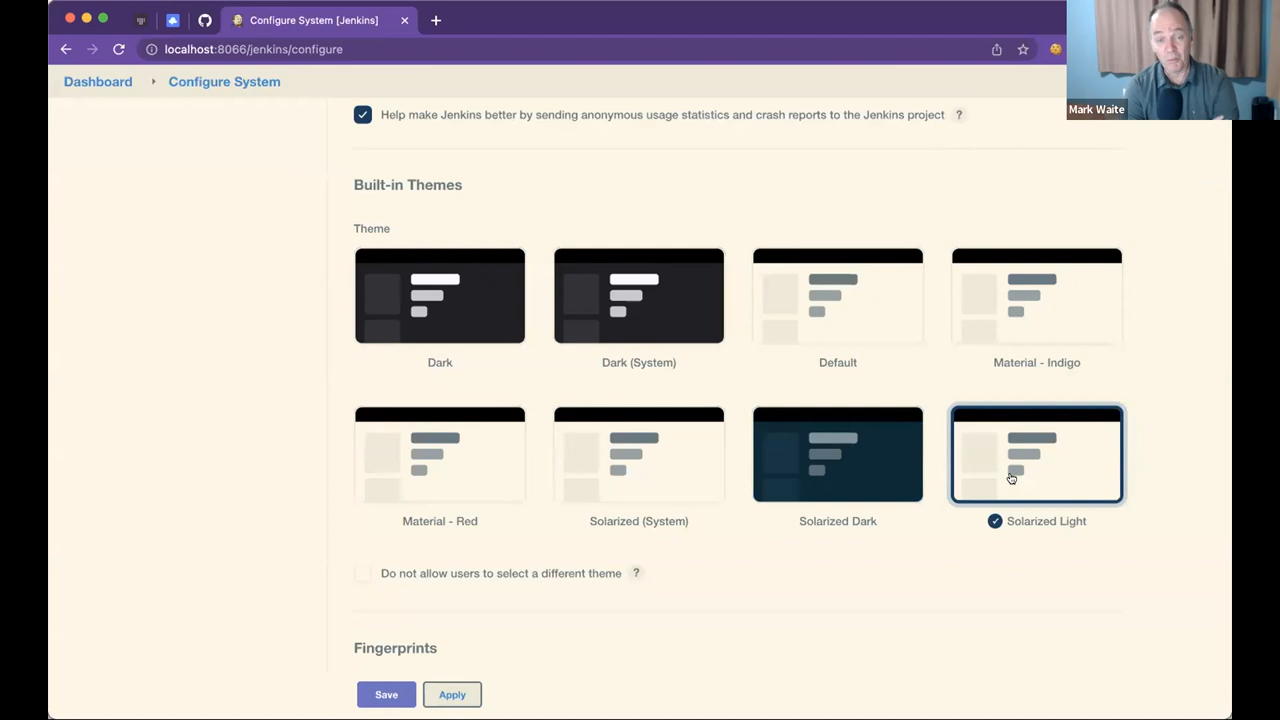 Configure System [Jenkins]
localhost:8066/jenkins/configure
Dashboard
Configure System
Mark Waite
Help make Jenkins better by sending anonymous usage statistics and crash reports to the Jenkins project ?
Built-in Themes
Theme
Dark
Dark (System)
Default
Material - Indigo
Material - Red
Solarized (System)
Solarized Dark
Solarized Light
Do not allow users to select a different theme ?
Fingerprints
Save
Apply